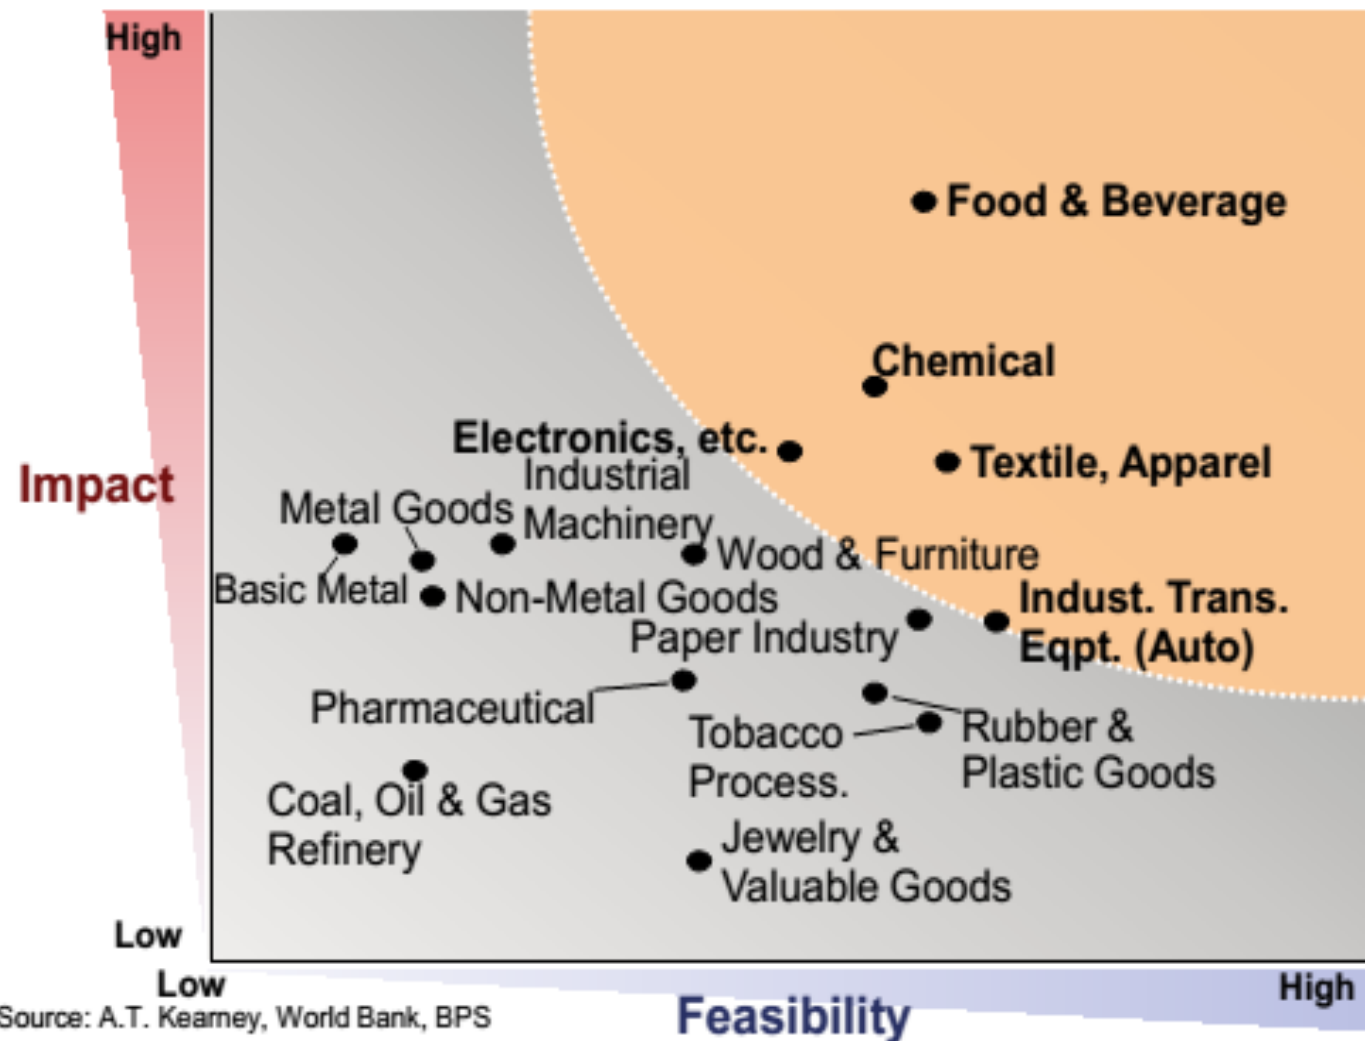 High
Food & Beverage
Chemical
Electronics, etc.
Textile, Apparel
Industrial
Machinery
Impact
Metal Goods
Wood & Furniture
Basic Metal
Non-Metal Goods
Indust. Trans.
Eqpt. (Auto)
Paper Industry
Pharmaceutical
Tobacco
Process.
Rubber &
Plastic Goods
Coal, Oil & Gas
Refinery
Jewelry &
Valuable Goods
Low
Low
High
Feasibility
Source: A.T. Kearney, World Bank, BPS